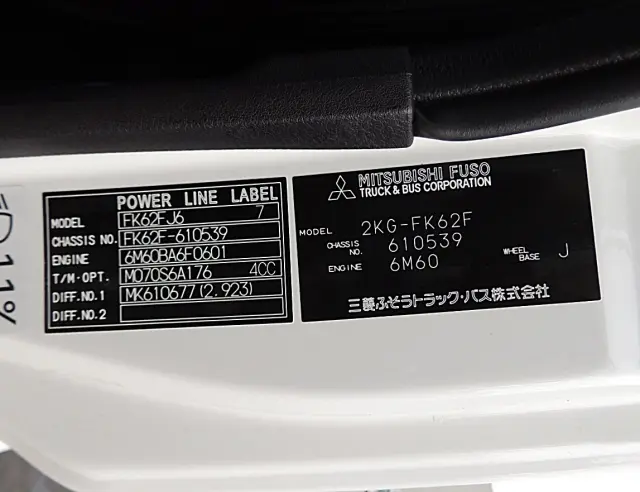 POWER LINE LABEL
MODEL FK62FJ6 7
CHASSIS NO. FK62F-610539
ENGINE 6M60BA6F0601
T/M・OPT. M070S6A176 4CC
DIFF.NO.1 MK610677(2.923)
DIFF.NO.2
MITSUBISHI FUSO
TRUCK & BUS CORPORATION
MODEL 2KG-FK62F
CHASSIS NO. 610539
ENGINE 6M60
WHEEL BASE J
三菱ふそうトラック・バス株式会社
11%